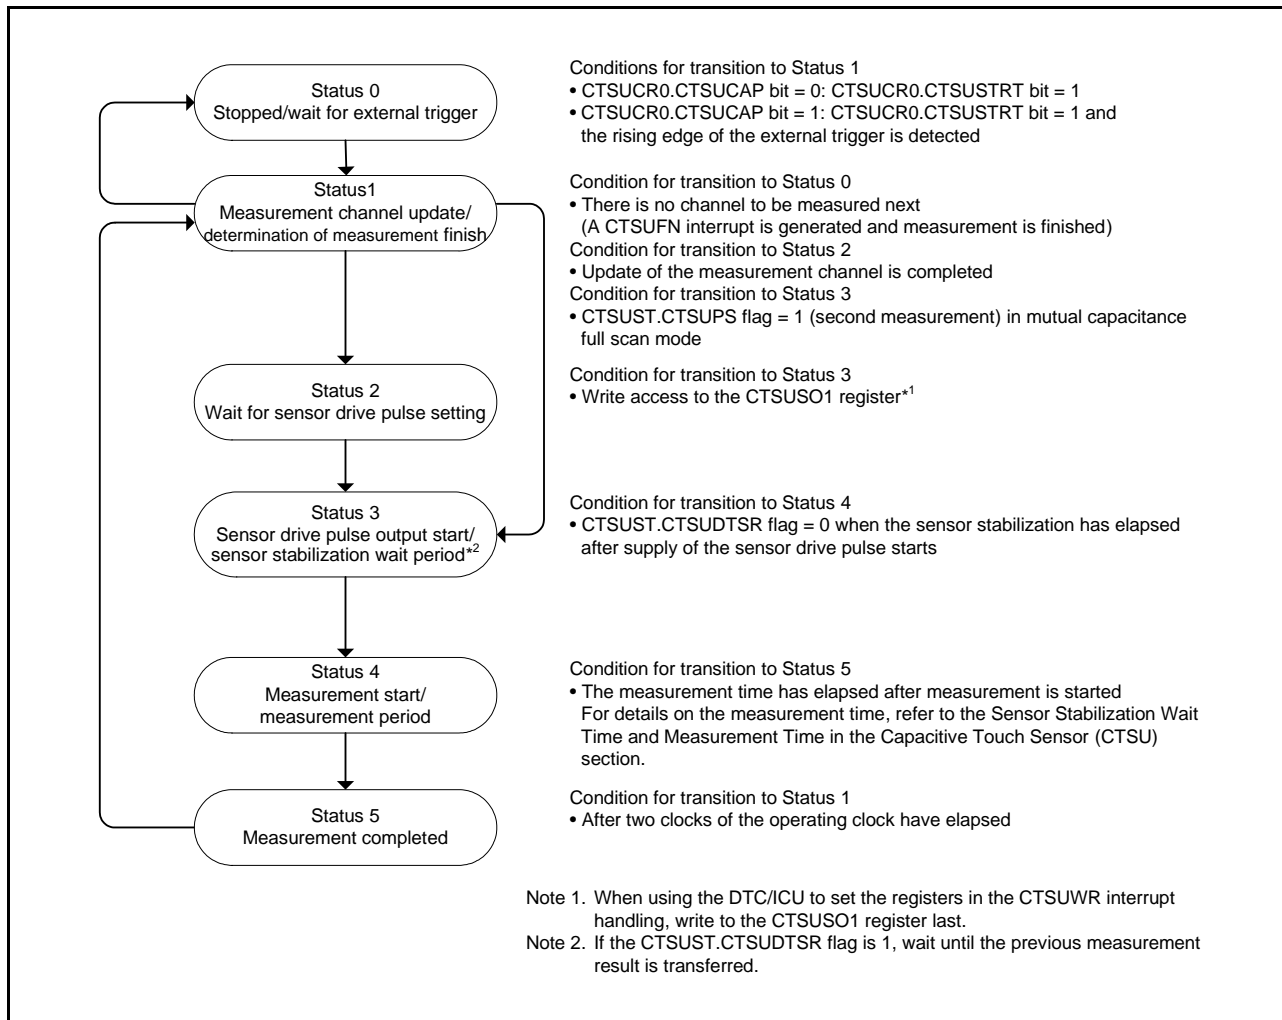 Status 0
Stopped/wait for external trigger
Conditions for transition to Status 1
• CTSUCR0.CTSUCAP bit = 0: CTSUCR0.CTSUSTRT bit = 1
• CTSUCR0.CTSUCAP bit = 1: CTSUCR0.CTSUSTRT bit = 1 and
the rising edge of the external trigger is detected
Status1
Measurement channel update/
determination of measurement finish
Condition for transition to Status 0
• There is no channel to be measured next
(A CTSUFN interrupt is generated and measurement is finished)
Condition for transition to Status 2
• Update of the measurement channel is completed
Condition for transition to Status 3
• CTSUST.CTSUPS flag = 1 (second measurement) in mutual capacitance
full scan mode
Status 2
Wait for sensor drive pulse setting
Condition for transition to Status 3
• Write access to the CTSUSO1 register*1
Status 3
Sensor drive pulse output start/
sensor stabilization wait period*2
Condition for transition to Status 4
• CTSUST.CTSUDTSR flag = 0 when the sensor stabilization has elapsed
after supply of the sensor drive pulse starts
Status 4
Measurement start/
measurement period
Condition for transition to Status 5
• The measurement time has elapsed after measurement is started
For details on the measurement time, refer to the Sensor Stabilization Wait
Time and Measurement Time in the Capacitive Touch Sensor (CTSU)
section.
Status 5
Measurement completed
Condition for transition to Status 1
• After two clocks of the operating clock have elapsed
Note 1. When using the DTC/ICU to set the registers in the CTSUWR interrupt
handling, write to the CTSUSO1 register last.
Note 2. If the CTSUST.CTSUDTSR flag is 1, wait until the previous measurement
result is transferred.